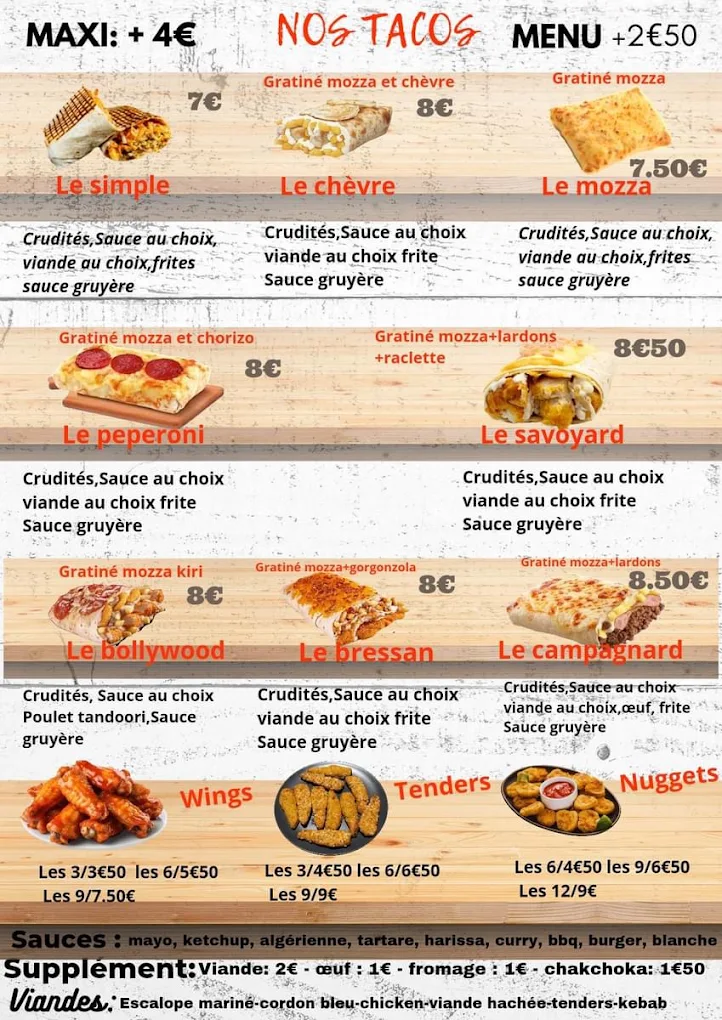 MAXI: + 4€
NOS TACOS
MENU +2€50
7€
Le simple
Crudités,Sauce au choix,
viande au choix,frites
sauce gruyère
Gratiné mozza et chèvre
8€
Le chèvre
Crudités,Sauce au choix
viande au choix frite
Sauce gruyère
Gratiné mozza
7.50€
Le mozza
Crudités,Sauce au choix,
viande au choix,frites
sauce gruyère
Gratiné mozza et chorizo
8€
Le peperoni
Crudités,Sauce au choix
viande au choix frite
Sauce gruyère
Gratiné mozza+lardons
+raclette
8€50
Le savoyard
Crudités,Sauce au choix
viande au choix frite
Sauce gruyère
Gratiné mozza kiri
8€
Le bollywood
Crudités, Sauce au choix
Poulet tandoori,Sauce
gruyère
Gratiné mozza+gorgonzola
8€
Le bressan
Crudités,Sauce au choix
viande au choix frite
Sauce gruyère
Gratiné mozza+lardons
8.50€
Le campagnard
Crudités,Sauce au choix
viande au choix,œuf, frite
Sauce gruyère
Wings
Les 3/3€50 les 6/5€50
Les 9/7.50€
Tenders
Les 3/4€50 les 6/6€50
Les 9/9€
Nuggets
Les 6/4€50 les 9/6€50
Les 12/9€
Sauces : mayo, ketchup, algérienne, tartare, harissa, curry, bbq, burger, blanche
Supplément: Viande: 2€ - œuf : 1€ - fromage : 1€ - chakchoka: 1€50
Viandes: Escalope mariné-cordon bleu-chicken-viande hachée-tenders-kebab